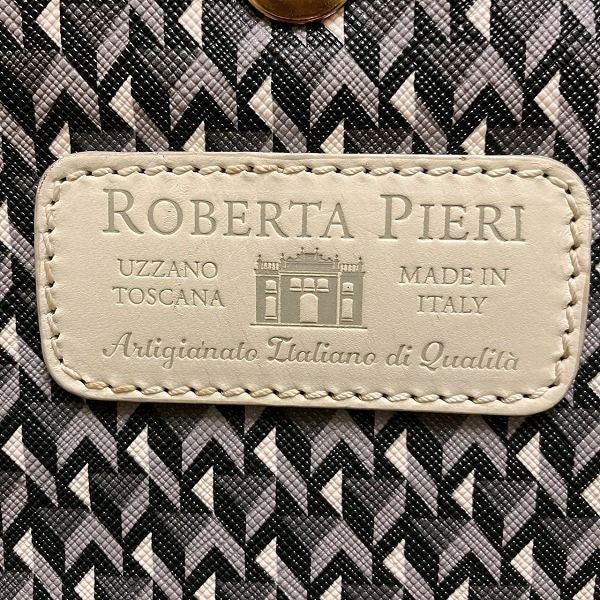 ROBERTA PIERI
UZZANO
TOSCANA
MADE IN
ITALY
Artigianato Italiano di Qualità